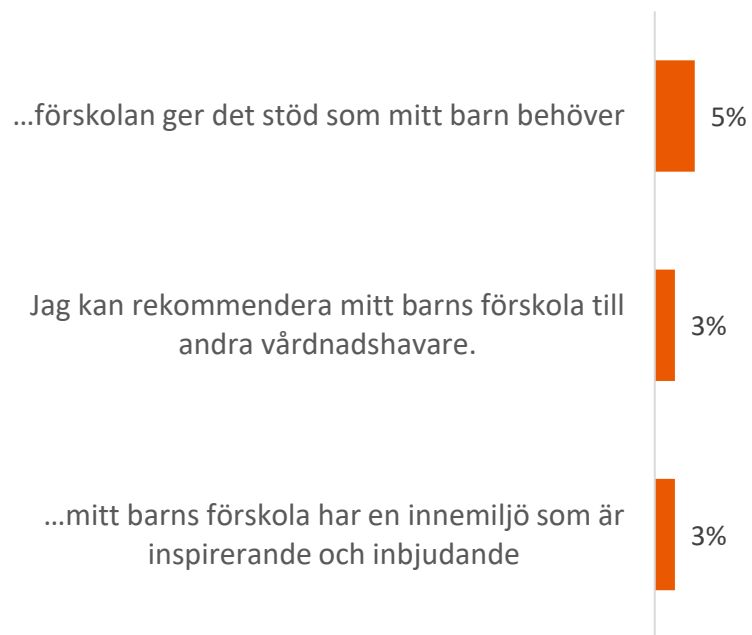 ...förskolan ger det stöd som mitt barn behöver
5%
Jag kan rekommendera mitt barns förskola till
andra vårdnadshavare.
3%
...mitt barns förskola har en innemiljö som är
inspirerande och inbjudande
3%